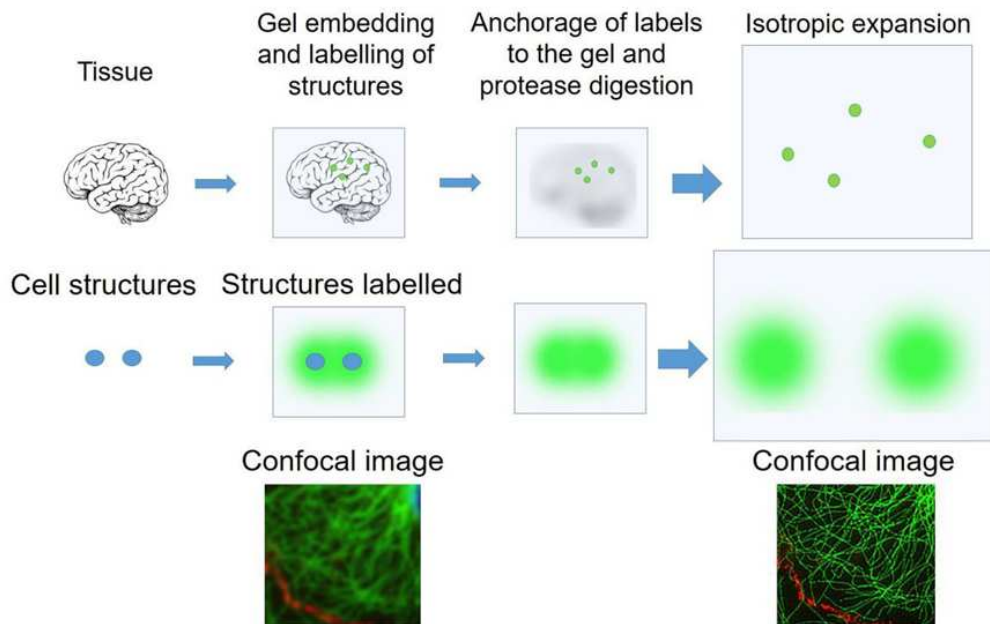 Tissue
Gel embedding
and labelling of
structures
Anchorage of labels
to the gel and
protease digestion
Isotropic expansion
Cell structures
Structures labelled
Confocal image
Confocal image